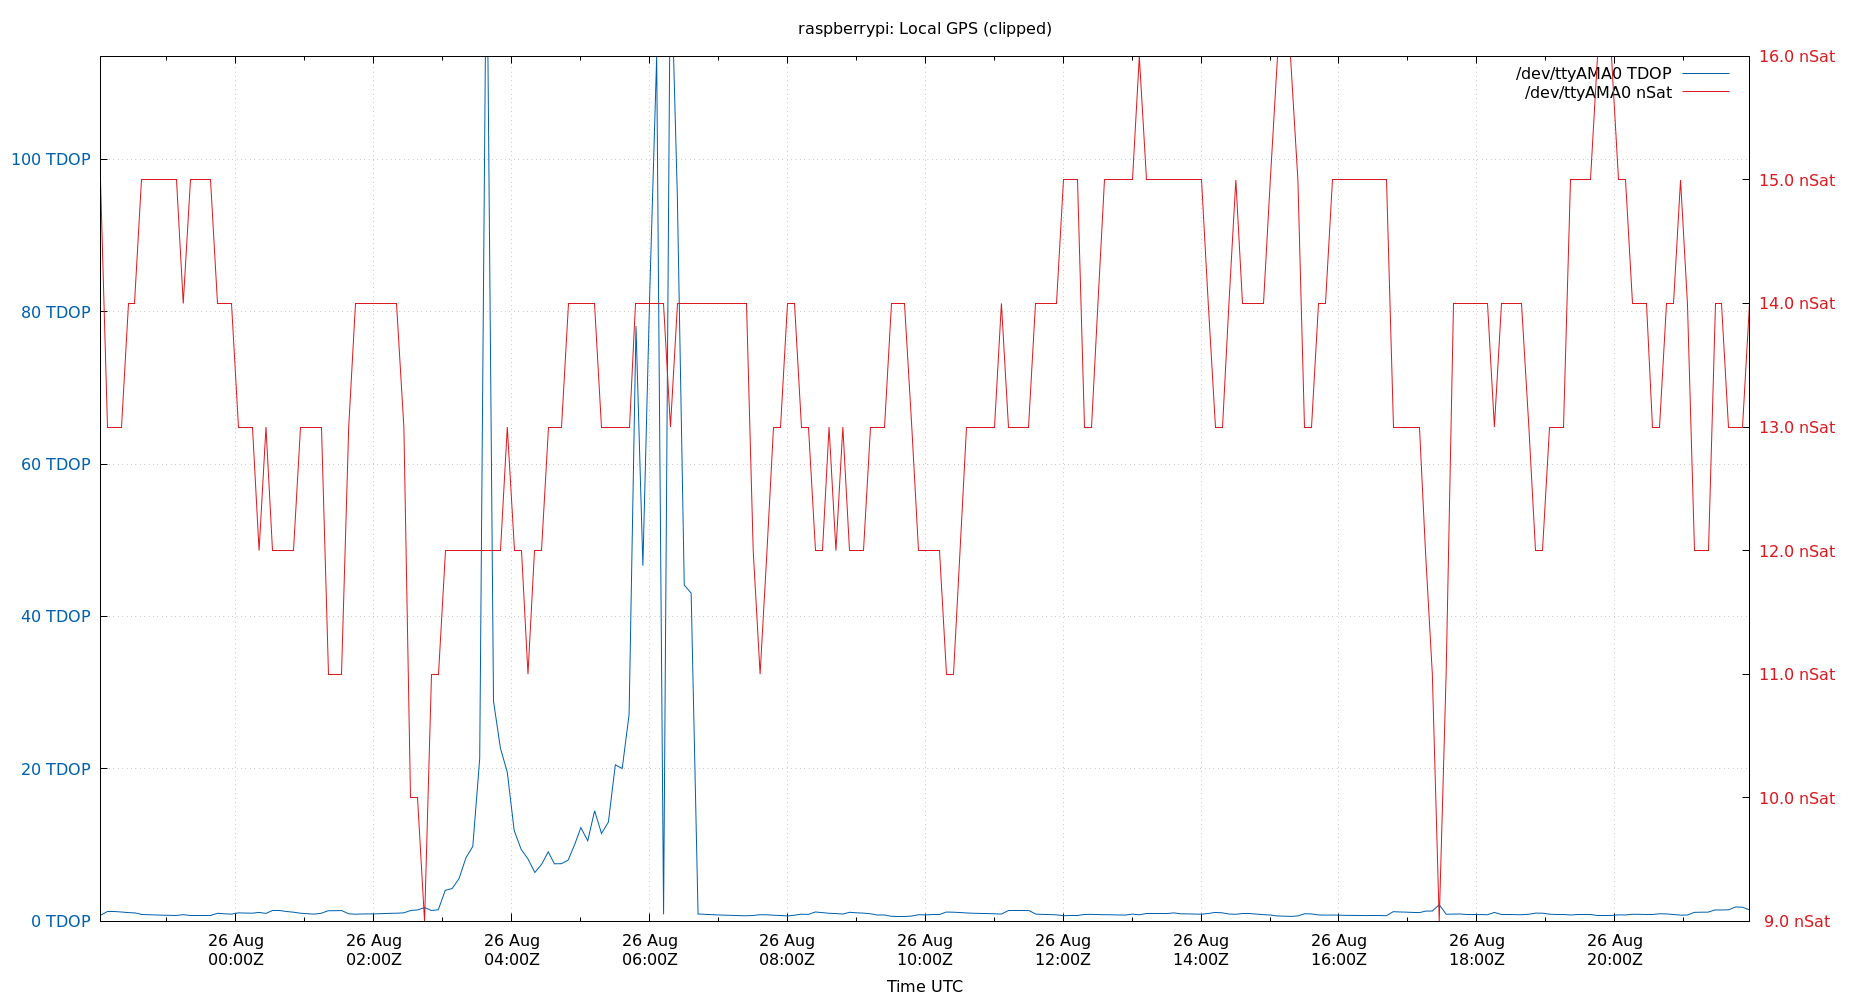 raspberrypi: Local GPS (clipped)
16.0 nSat
/dev/ttyAMA0 TDOP
/dev/ttyAMA0 nSat
100 TDOP
15.0 nSat
80 TDOP
14.0 nSat
13.0 nSat
60 TDOP
12.0 nSat
40 TDOP
11.0 nSat
20 TDOP
10.0 nSat
0 TDOP
9.0 nSat
26 Aug 26 Aug 26 Aug 26 Aug 26 Aug 26 Aug 26 Aug 26 Aug 26 Aug 26 Aug 26 Aug
00:00Z 02:00Z 04:00Z 06:00Z 08:00Z 10:00Z 12:00Z 14:00Z 16:00Z 18:00Z 20:00Z
Time UTC